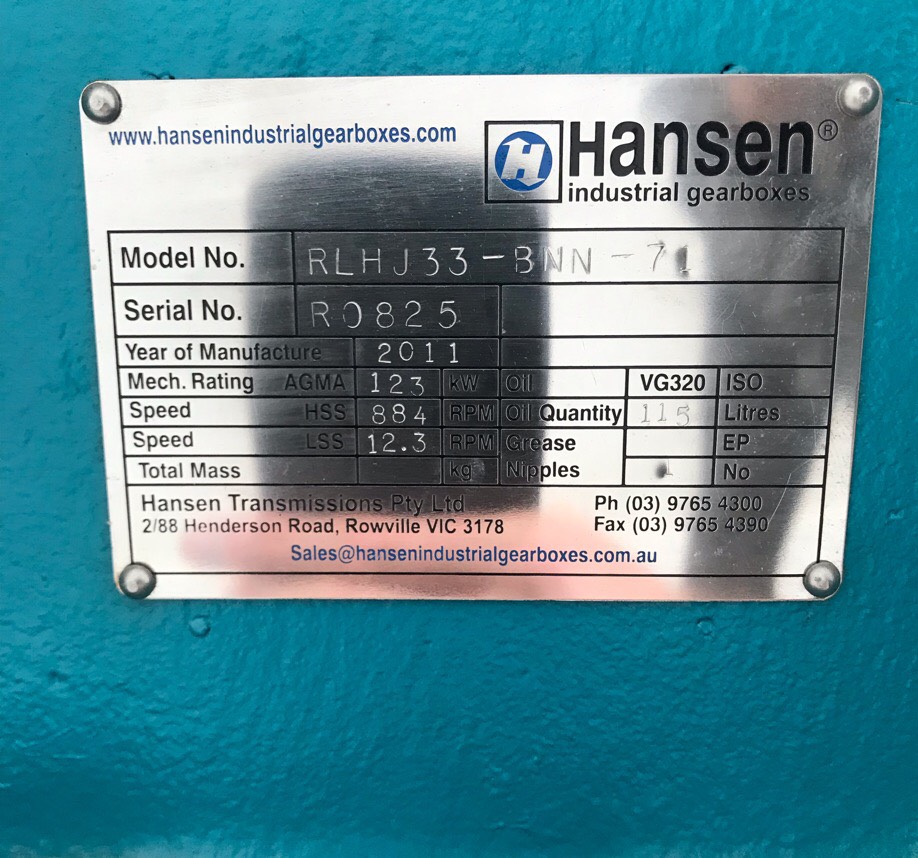 www.hansenindustrialgearboxes.com
H Hansen®
industrial gearboxes
Model No. RLHJ33-BNN-71
Serial No. R0825
Year of Manufacture 2011
Mech. Rating AGMA 123 kW Oil VG320 ISO
Speed HSS 884 RPM Oil Quantity 115 Litres
Speed LSS 12.3 RPM Grease EP
Total Mass kg Nipples 1 No
Hansen Transmissions Pty Ltd Ph (03) 9765 4300
2/88 Henderson Road, Rowville VIC 3178 Fax (03) 9765 4390
Sales@hansenindustrialgearboxes.com.au